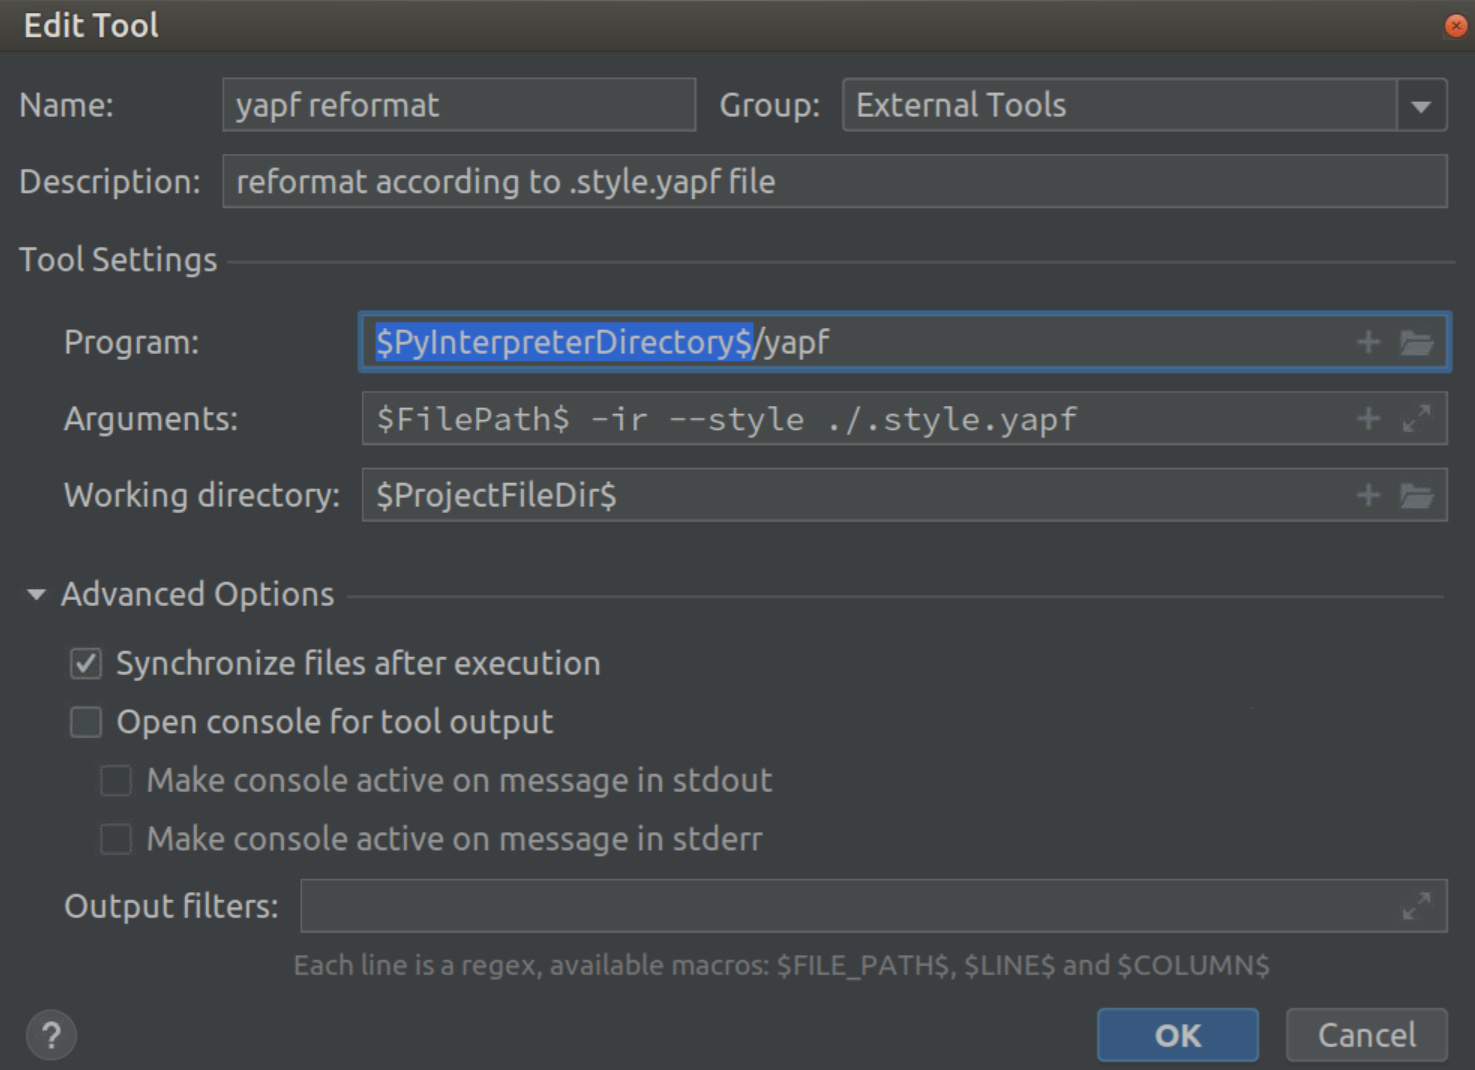 Edit Tool
Name: yapf reformat Group: External Tools
Description: reformat according to .style.yapf file
Tool Settings
Program: $PyInterpreterDirectory$/yapf
Arguments: $FilePath$ -ir --style ./.style.yapf
Working directory: $ProjectFileDir$
Advanced Options
Synchronize files after execution
Open console for tool output
Make console active on message in stdout
Make console active on message in stderr
Output filters:
Each line is a regex, available macros: $FILE_PATH$, $LINE$ and $COLUMN$
? OK Cancel